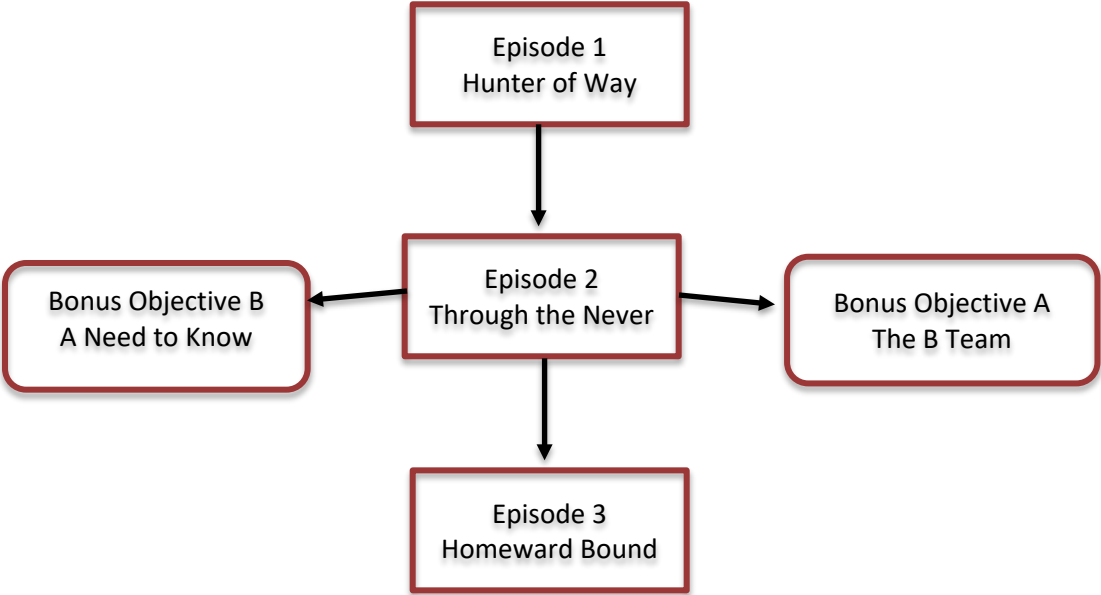 Episode 1
Hunter of Way
Episode 2
Through the Never
Bonus Objective B
A Need to Know
Bonus Objective A
The B Team
Episode 3
Homeward Bound